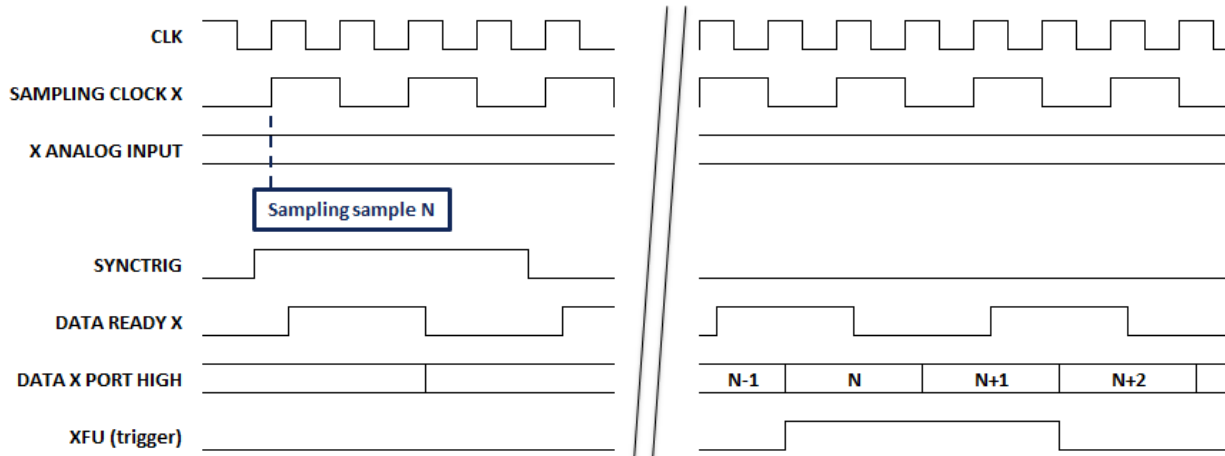 CLK
SAMPLING CLOCK X
X ANALOG INPUT
Sampling sample N
SYNCTRIG
DATA READY X
DATA X PORT HIGH N-1 N N+1 N+2
XFU (trigger)